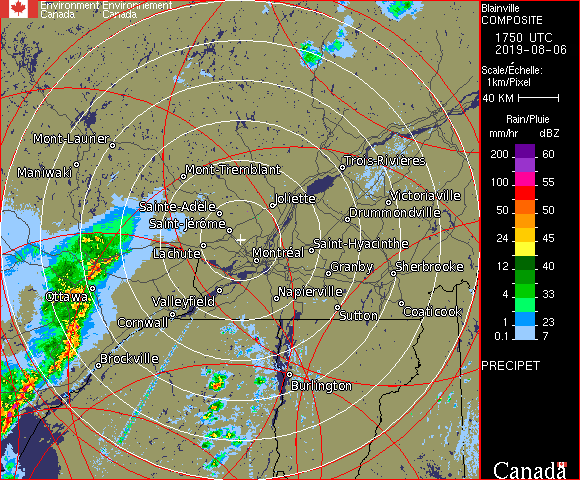 Environment Environnement
Canada Canada
Blainville
COMPOSITE
1750 UTC
2019-08-06
Scale/Échelle:
1km/Pixel
40 KM
Rain/Pluie
mm/hr dBZ
200 60
100 55
50 50
24 45
12 40
4 33
1 23
0.1 7
PRECIPET
Mont-Laurier
Maniwaki
Mont-Tremblant
Trois-Rivières
Sainte-Adèle
Joliette
Victoriaville
Saint-Jérôme
Drummondville
Lachute
Montréal
Saint-Hyacinthe
Granby
Sherbrooke
Ottawa
Valleyfield
Napierville
Cornwall
Sutton
Coaticook
Brockville
Burlington
Canada